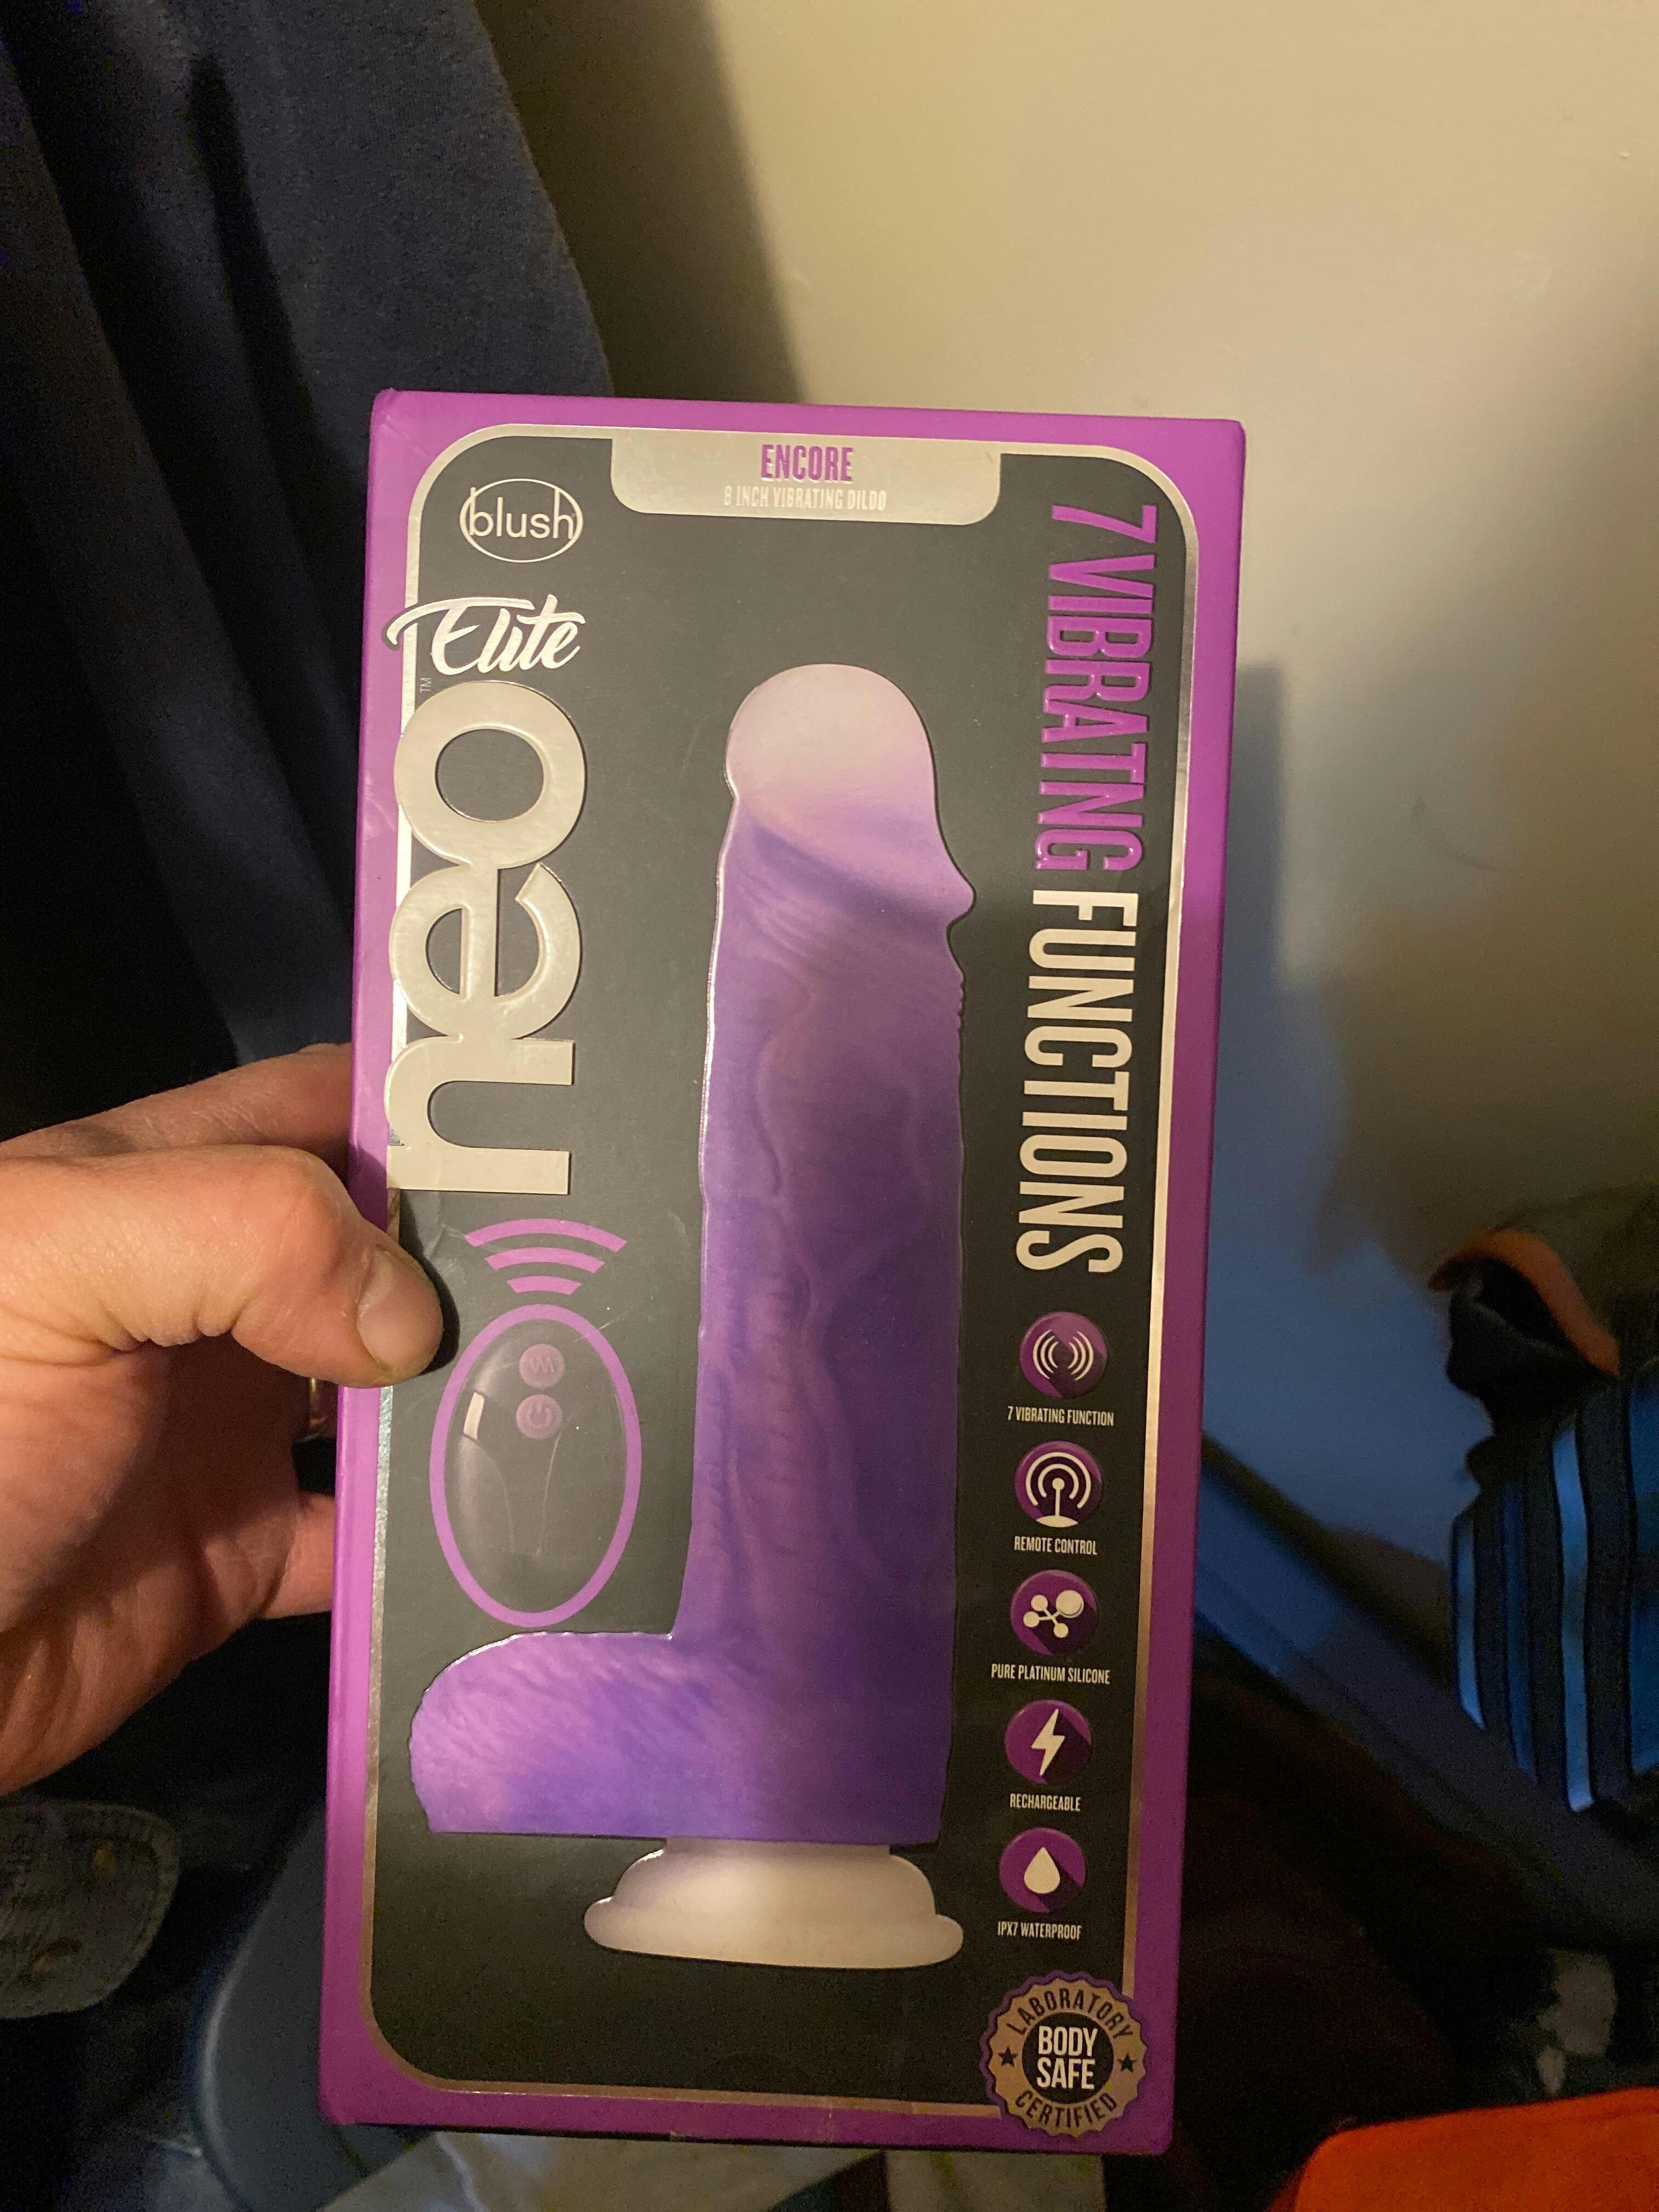 ENCORE
8 INCH VIBRATING DILDO
blush
Elite
neo™
7 VIBRATING FUNCTIONS
7 VIBRATING FUNCTION
REMOTE CONTROL
PURE PLATINUM SILICONE
RECHARGEABLE
IPX7 WATERPROOF
LABORATORY
BODY
SAFE
CERTIFIED